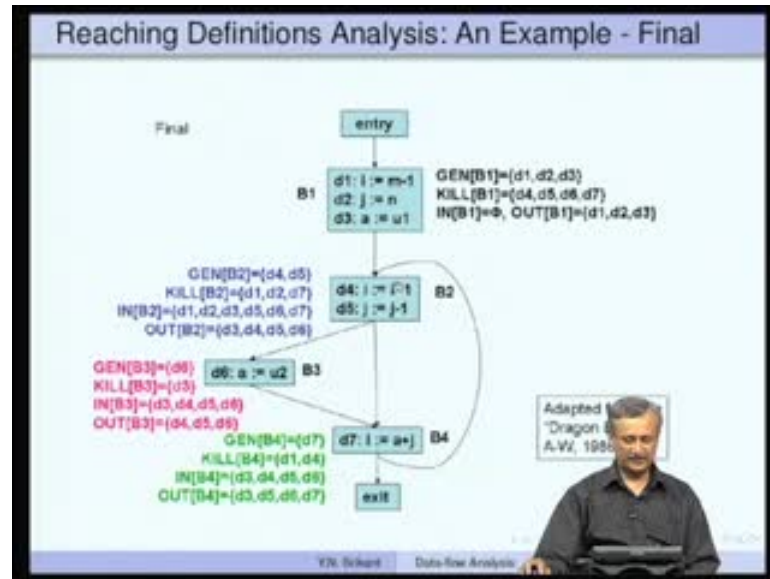 Reaching Definitions Analysis: An Example - Final
Final
entry
B1
d1: i := m-1
d2: j := n
d3: a := u1
GEN[B1]={d1,d2,d3}
KILL[B1]={d4,d5,d6,d7}
IN[B1]=Φ, OUT[B1]={d1,d2,d3}
GEN[B2]={d4,d5}
KILL[B2]={d1,d2,d7}
IN[B2]={d1,d2,d3,d5,d6,d7}
OUT[B2]={d3,d4,d5,d6}
d4: i := i-1
d5: j := j-1
B2
GEN[B3]={d6}
KILL[B3]={d3}
IN[B3]={d3,d4,d5,d6}
OUT[B3]={d4,d5,d6}
d6: a := u2
B3
GEN[B4]={d7}
KILL[B4]={d1,d4}
IN[B4]={d3,d4,d5,d6}
OUT[B4]={d3,d5,d6,d7}
d7: i := a+j
B4
exit
Adapted
"Dragon
A-W, 198
Y.N. Srikant
Data-flow Analysis